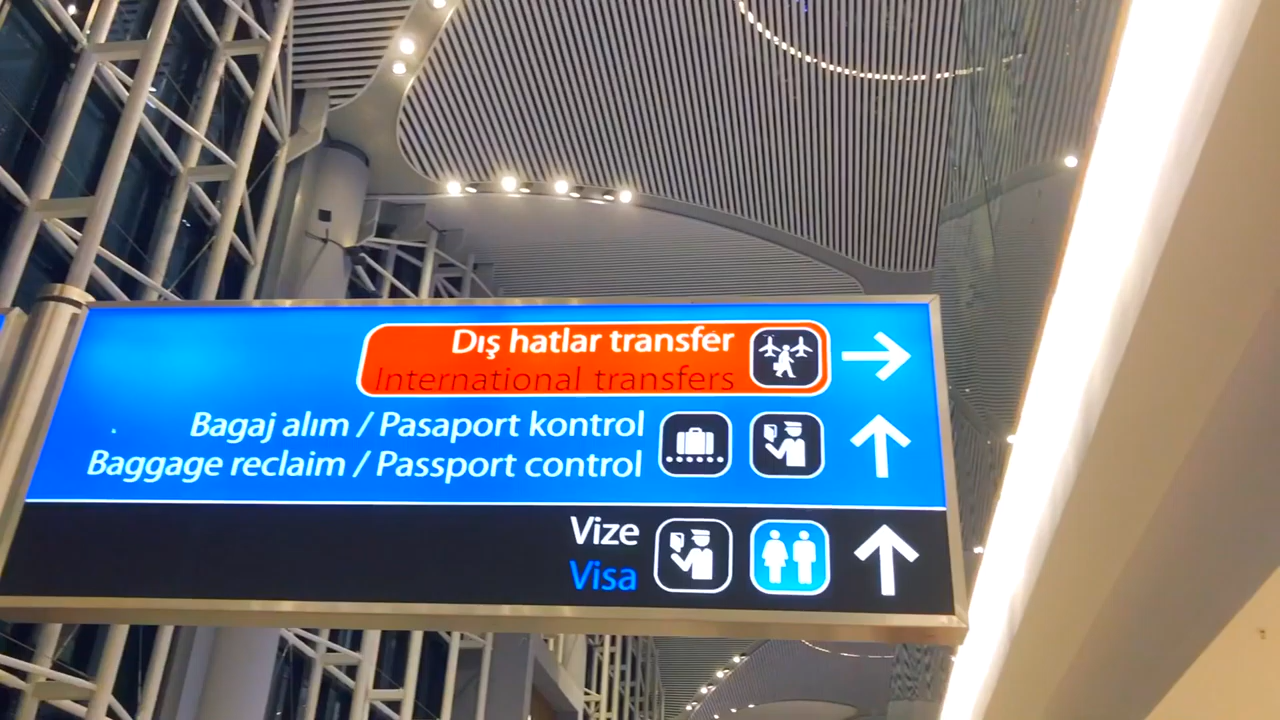 Dış hatlar transfer
International transfers
Bagaj alım / Pasaport kontrol
Baggage reclaim / Passport control
Vize
Visa